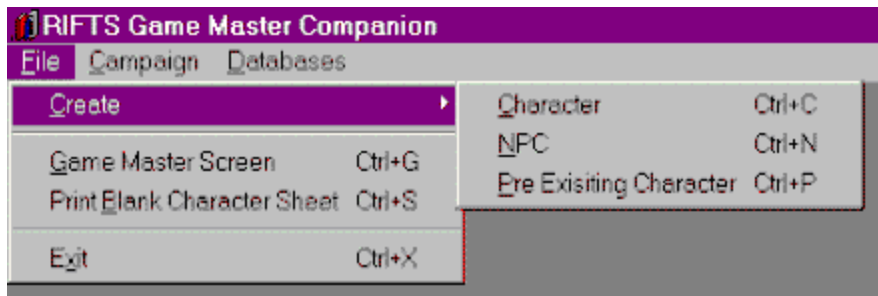 RIFTS Game Master Companion
File Campaign Databases
Create
Character Ctrl+C
NPC Ctrl+N
Pre Exisiting Character Ctrl+P
Game Master Screen Ctrl+G
Print Blank Character Sheet Ctrl+S
Exit Ctrl+X